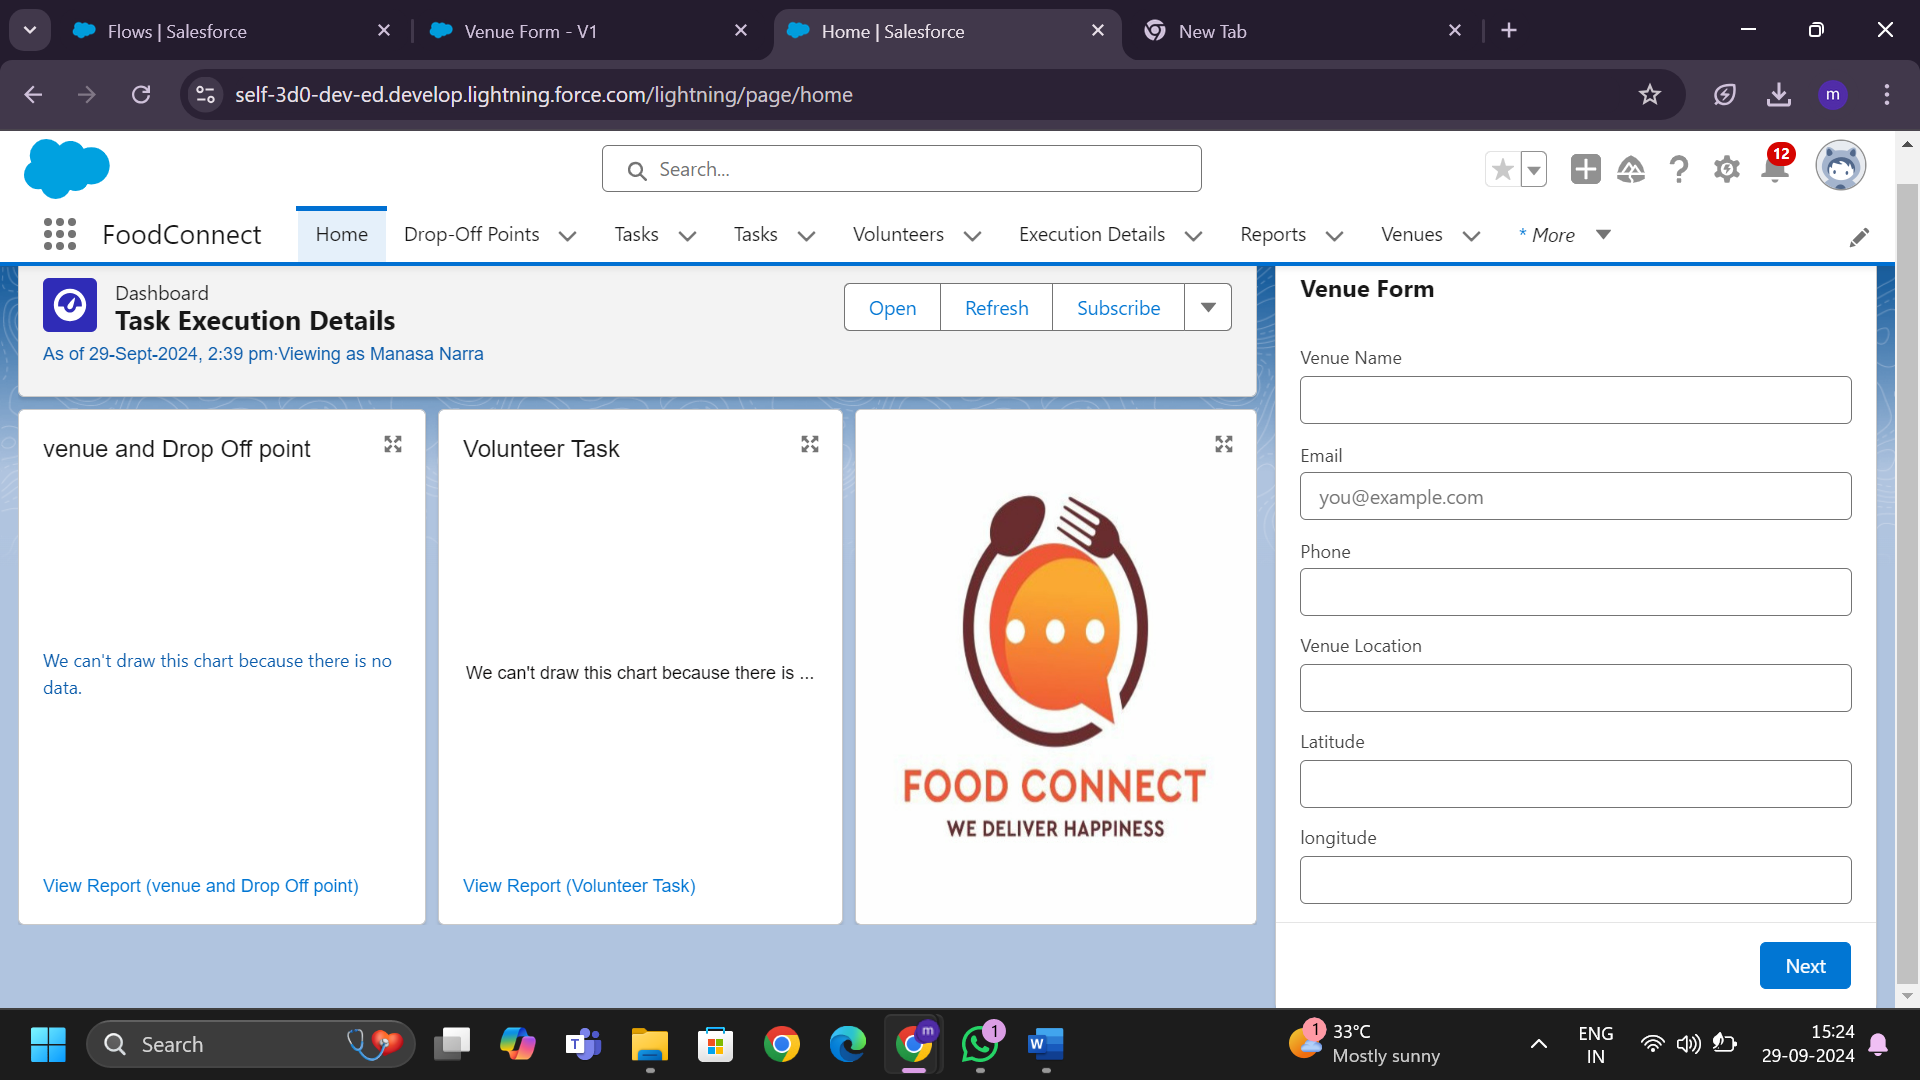 Flows | Salesforce
Venue Form - V1
Home | Salesforce
New Tab
self-3d0-dev-ed.develop.lightning.force.com/lightning/page/home
m
Search...
12
FoodConnect
Home
Drop-Off Points
Tasks
Tasks
Volunteers
Execution Details
Reports
Venues
* More
Dashboard
Task Execution Details
As of 29-Sept-2024, 2:39 pm·Viewing as Manasa Narra
Open
Refresh
Subscribe
venue and Drop Off point
We can't draw this chart because there is no
data.
View Report (venue and Drop Off point)
Volunteer Task
We can't draw this chart because there is ...
View Report (Volunteer Task)
FOOD CONNECT
WE DELIVER HAPPINESS
Venue Form
Venue Name
Email
you@example.com
Phone
Venue Location
Latitude
longitude
Next
Search
T
m
1
W
1
33°C
Mostly sunny
ENG
IN
15:24
29-09-2024